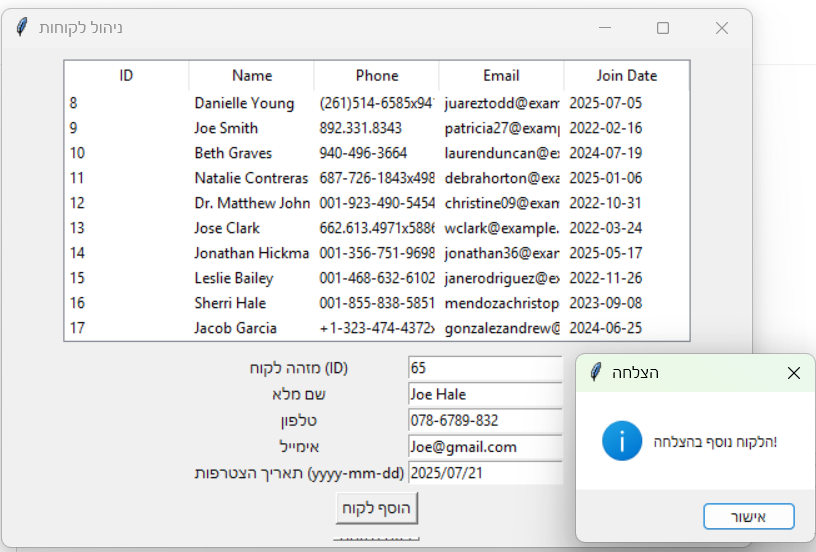 ניהול לקוחות
ID Name Phone Email Join Date
8 Danielle Young (261)514-6585x94 juareztodd@exam 2025-07-05
9 Joe Smith 892.331.8343 patricia27@examp 2022-02-16
10 Beth Graves 940-496-3664 laurenduncan@e 2024-07-19
11 Natalie Contreras 687-726-1843x498 debrahorton@exa 2025-01-06
12 Dr. Matthew John 001-923-490-5454 christine09@exam 2022-10-31
13 Jose Clark 662.613.4971x5886 wclark@example. 2022-03-24
14 Jonathan Hickma 001-356-751-9698 jonathan36@exar 2025-05-17
15 Leslie Bailey 001-468-632-6102 janerodriguez@e 2022-11-26
16 Sherri Hale 001-855-838-5851 mendozachristop 2023-09-08
17 Jacob Garcia +1-323-474-4372 gonzalezandrew@ 2024-06-25
מזהה לקוח (ID) 65
שם מלא Joe Hale
טלפון 078-6789-832
אימייל Joe@gmail.com
תאריך הצטרפות (yyyy-mm-dd) 2025/07/21
הוסף לקוח
הצלחה
הלקוח נוסף בהצלחה!
אישור